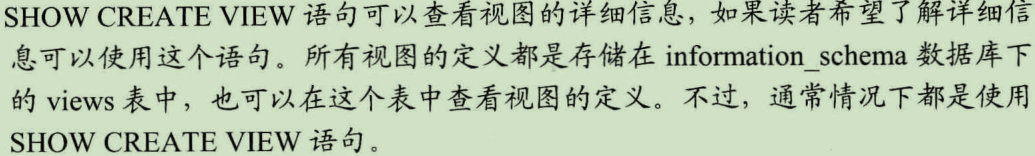 SHOW CREATE VIEW 语句可以查看视图的详细信息，如果读者希望了解详细信
息可以使用这个语句。所有视图的定义都是存储在 information_schema 数据库下
的 views 表中，也可以在这个表中查看视图的定义。不过，通常情况下都是使用
SHOW CREATE VIEW 语句。